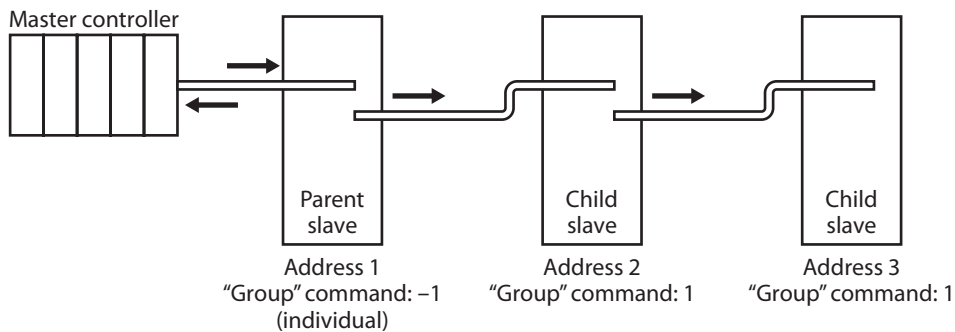 Master controller
Parent
slave
Child
slave
Child
slave
Address 1
"Group" command: –1
(individual)
Address 2
"Group" command: 1
Address 3
"Group" command: 1